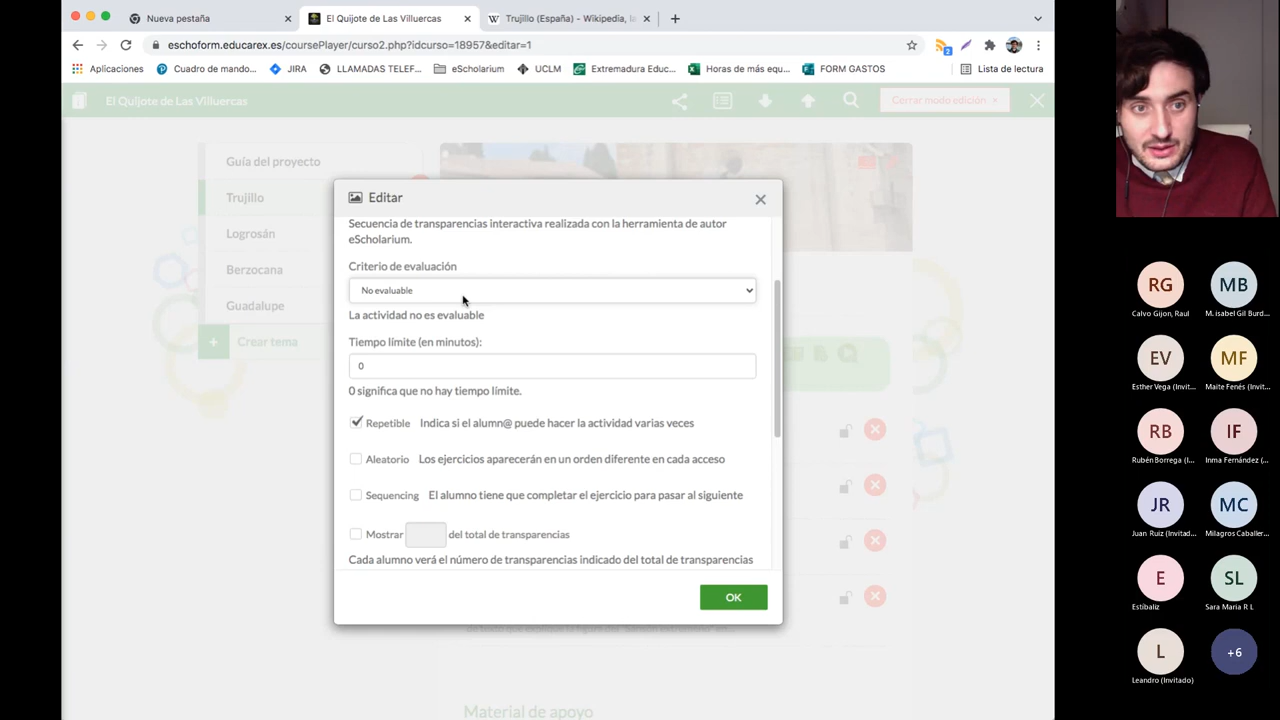 Nueva pestaña
El Quijote de Las Villuercas
Trujillo (España) - Wikipedia, la
eschoform.educarex.es/coursePlayer/curso2.php?idcurso=18957&editar=1
2
Aplicaciones
Cuadro de mando...
JIRA
LLAMADAS TELEF...
eScholarium
UCLM
Extremadura Educ...
Horas de más equ...
FORM GASTOS
Lista de lectura
El Quijote de Las Villuercas
Cerrar modo edición
Guía del proyecto
Trujillo
Logrosán
Berzocana
Guadalupe
Crear tema
Editar
Secuencia de transparencias interactiva realizada con la herramienta de autor
eScholarium.
Criterio de evaluación
No evaluable
La actividad no es evaluable
Tiempo límite (en minutos):
0
0 significa que no hay tiempo límite.
Repetible Indica si el alumn@ puede hacer la actividad varias veces
Aleatorio Los ejercicios aparecerán en un orden diferente en cada acceso
Sequencing El alumno tiene que completar el ejercicio para pasar al siguiente
Mostrar del total de transparencias
Cada alumno verá el número de transparencias indicado del total de transparencias
OK
Material de apoyo
RG
Calvo Gijon, Raul
MB
M. isabel Gil Burd...
EV
Esther Vega (Invit...
MF
Maite Fenés (Invit...
RB
Rubén Borrega (I...
IF
Inma Fernández (...
JR
Juan Ruiz (Invitad...
MC
Milagros Caballer...
E
Estíbaliz
SL
Sara Maria R L
L
Leandro (Invitado)
+6